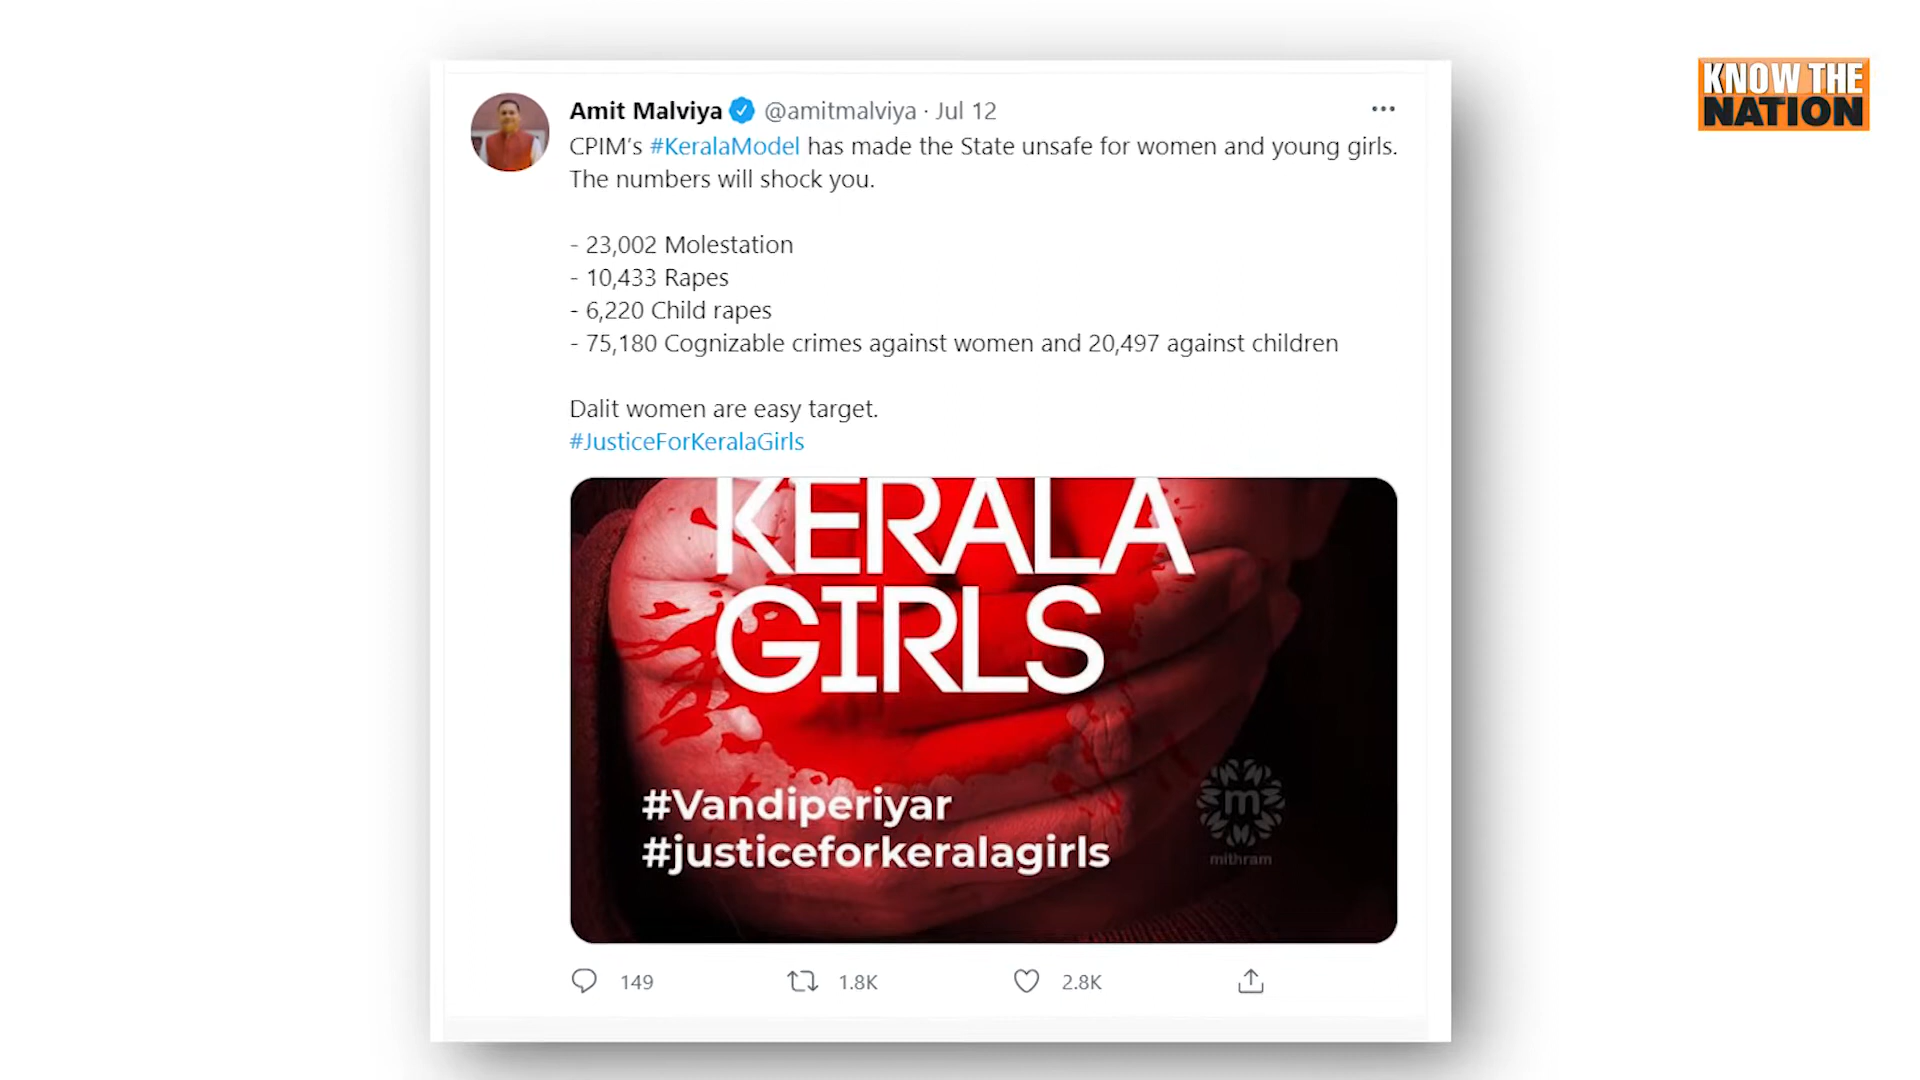 KNOW THE
NATION
Amit Malviya @amitmalviya · Jul 12
CPIM's #KeralaModel has made the State unsafe for women and young girls.
The numbers will shock you.
- 23,002 Molestation
- 10,433 Rapes
- 6,220 Child rapes
- 75,180 Cognizable crimes against women and 20,497 against children
Dalit women are easy target.
#JusticeForKeralaGirls
KERALA
GIRLS
#Vandiperiyar
#justiceforkeralagirls
m
mithram
149 1.8K 2.8K